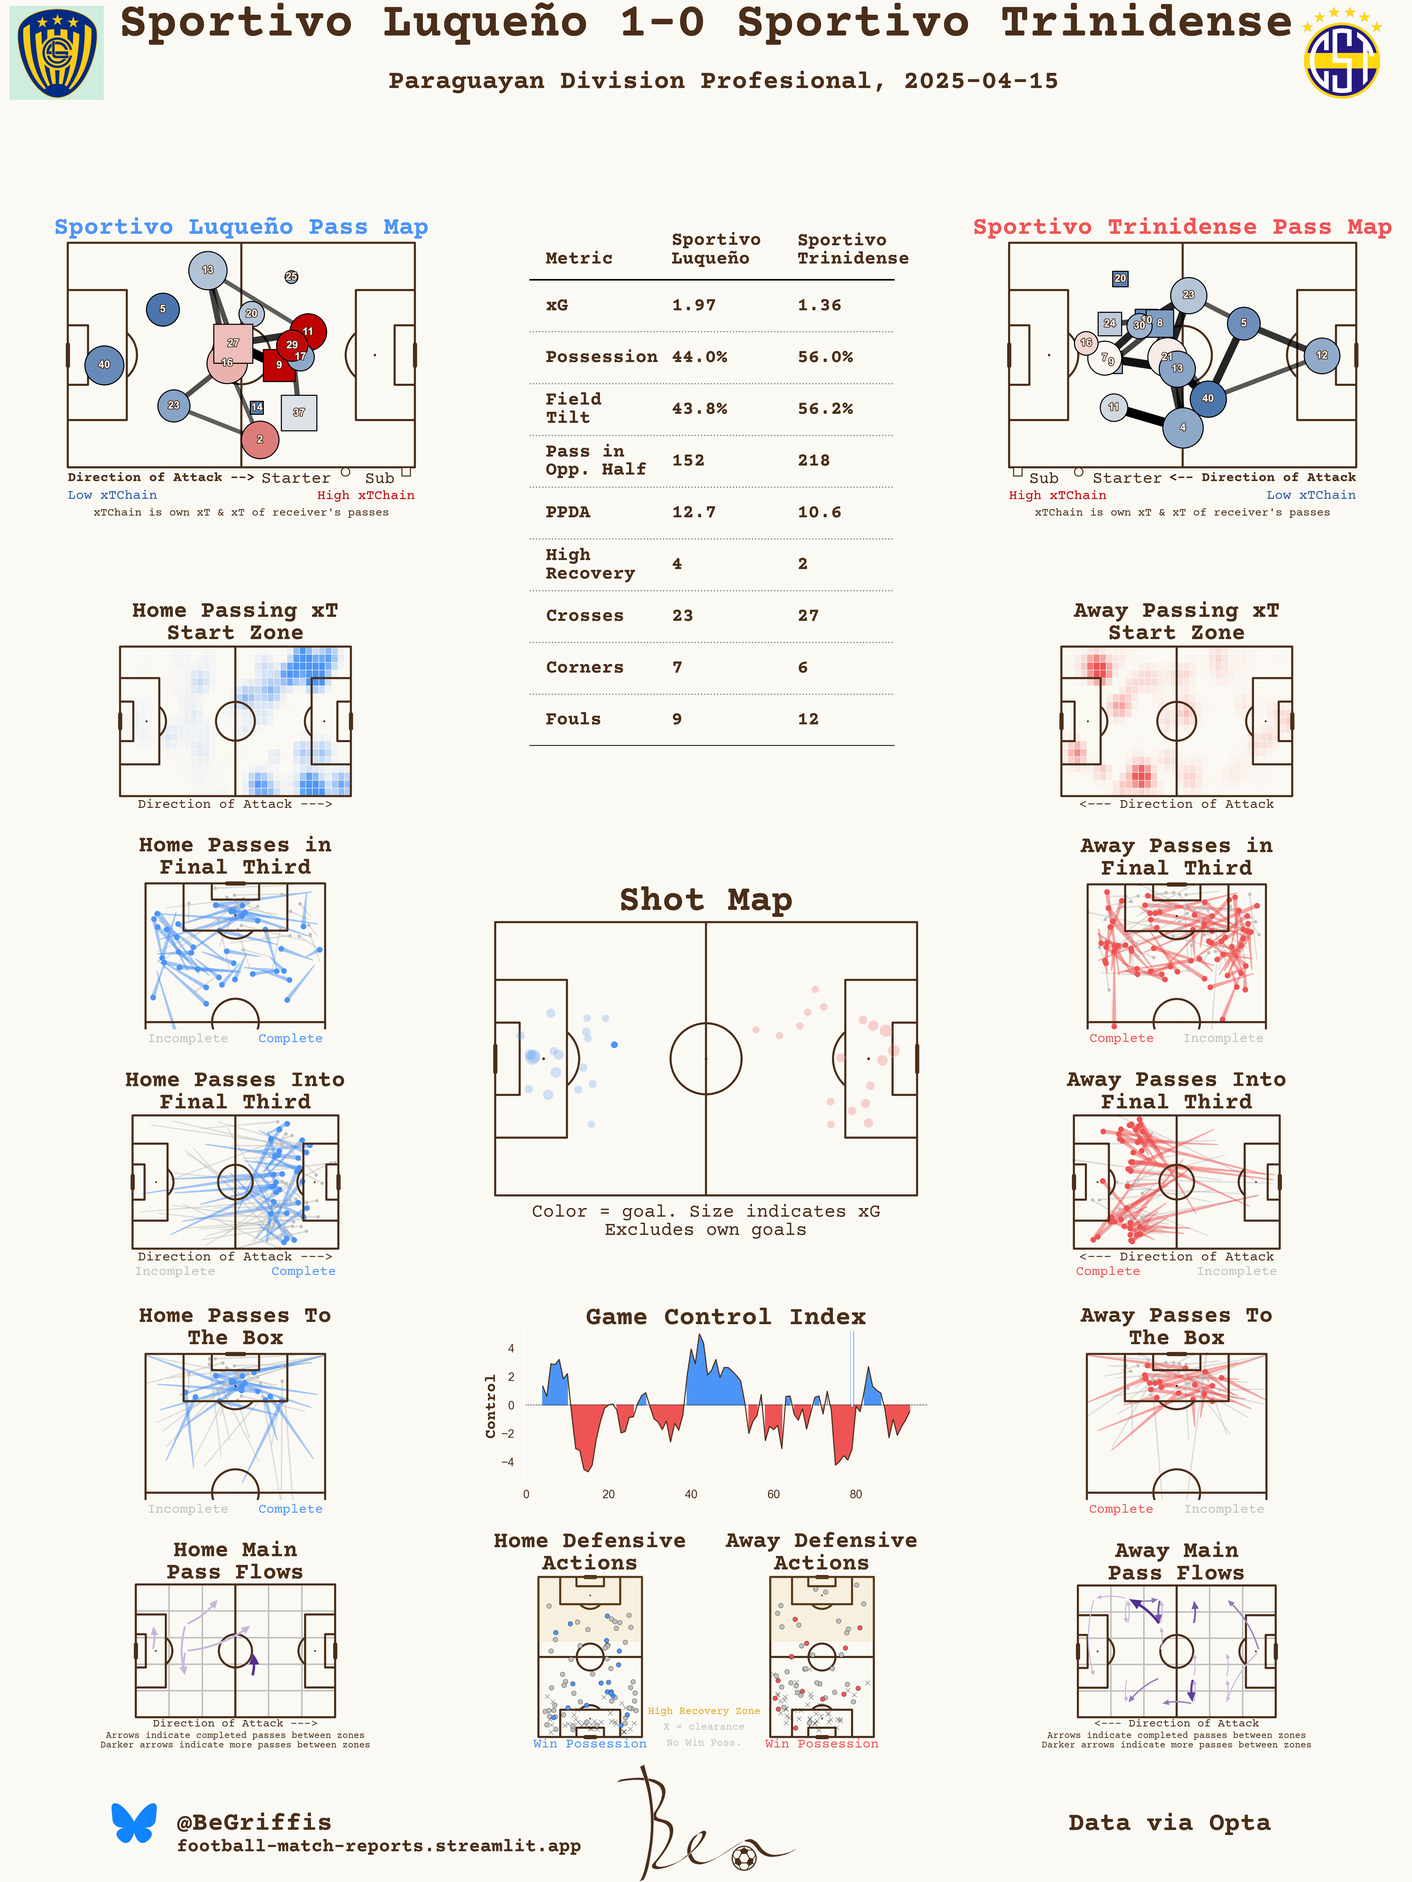 Sportivo Luqueño 1-0 Sportivo Trinidense
Paraguayan Division Profesional, 2025-04-15
Sportivo Luqueño Pass Map
13
25
5
20
11
27
29
40
16
9
17
23
14
37
2
Direction of Attack --> Starter Sub
Low xTChain High xTChain
xTChain is own xT & xT of receiver's passes
Metric Sportivo Luqueño Sportivo Trinidense
xG 1.97 1.36
Possession 44.0% 56.0%
Field Tilt 43.8% 56.2%
Pass in Opp. Half 152 218
PPDA 12.7 10.6
High Recovery 4 2
Crosses 23 27
Corners 7 6
Fouls 9 12
Sportivo Trinidense Pass Map
20
23
24
10
30
8
5
16
7
9
21
12
13
11
40
4
Sub Starter <-- Direction of Attack
High xTChain Low xTChain
xTChain is own xT & xT of receiver's passes
Home Passing xT
Start Zone
Direction of Attack --->
Away Passing xT
Start Zone
<--- Direction of Attack
Home Passes in
Final Third
Incomplete Complete
Away Passes in
Final Third
Complete Incomplete
Shot Map
Color = goal. Size indicates xG
Excludes own goals
Home Passes Into
Final Third
Direction of Attack --->
Incomplete Complete
Away Passes Into
Final Third
<--- Direction of Attack
Complete Incomplete
Home Passes To
The Box
Incomplete Complete
Game Control Index
Control
4
2
0
−2
−4
0 20 40 60 80
Away Passes To
The Box
Complete Incomplete
Home Main
Pass Flows
Direction of Attack --->
Arrows indicate completed passes between zones
Darker arrows indicate more passes between zones
Home Defensive
Actions
Win Possession
High Recovery Zone
X = clearance
No Win Poss.
Away Defensive
Actions
Win Possession
Away Main
Pass Flows
<--- Direction of Attack
Arrows indicate completed passes between zones
Darker arrows indicate more passes between zones
@BeGriffis
football-match-reports.streamlit.app
Ben
Data via Opta